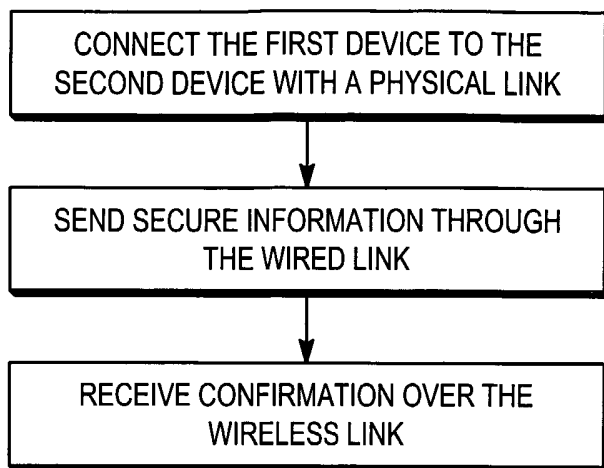 CONNECT THE FIRST DEVICE TO THE
SECOND DEVICE WITH A PHYSICAL LINK
SEND SECURE INFORMATION THROUGH
THE WIRED LINK
RECEIVE CONFIRMATION OVER THE
WIRELESS LINK